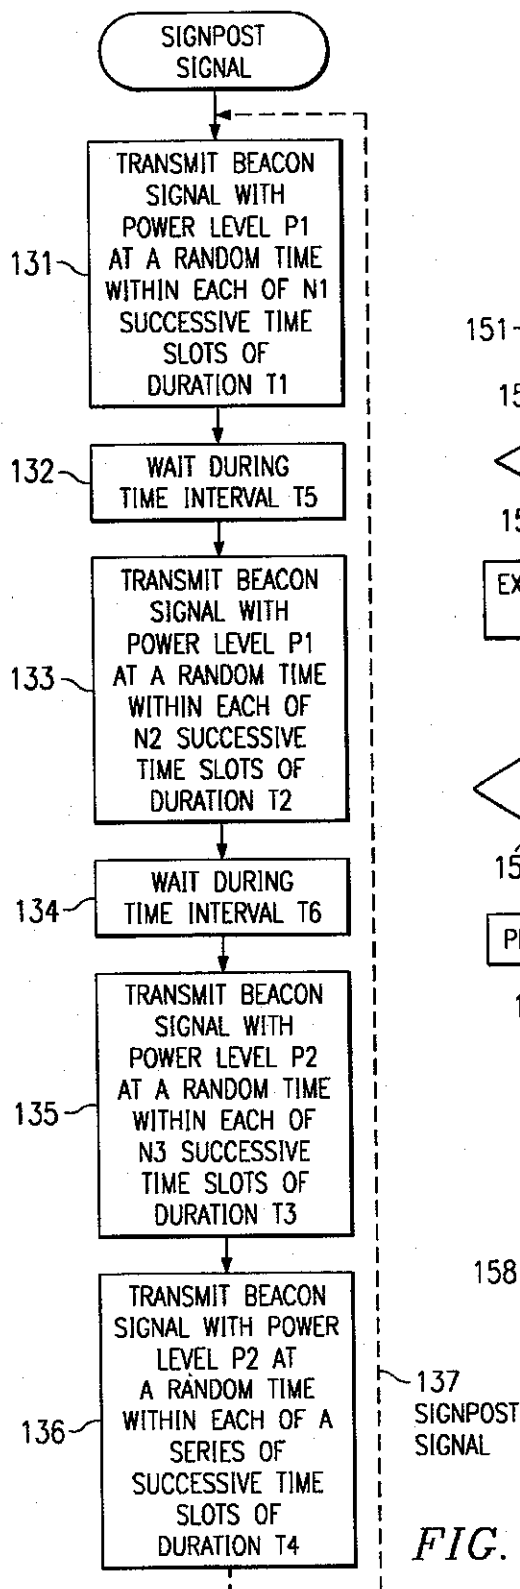 SIGNPOST
SIGNAL
131
TRANSMIT BEACON
SIGNAL WITH
POWER LEVEL P1
AT A RANDOM TIME
WITHIN EACH OF N1
SUCCESSIVE TIME
SLOTS OF
DURATION T1
132
WAIT DURING
TIME INTERVAL T5
133
TRANSMIT BEACON
SIGNAL WITH
POWER LEVEL P1
AT A RANDOM TIME
WITHIN EACH OF
N2 SUCCESSIVE
TIME SLOTS OF
DURATION T2
134
WAIT DURING
TIME INTERVAL T6
135
TRANSMIT BEACON
SIGNAL WITH
POWER LEVEL P2
AT A RANDOM TIME
WITHIN EACH OF
N3 SUCCESSIVE
TIME SLOTS OF
DURATION T3
136
TRANSMIT BEACON
SIGNAL WITH POWER
LEVEL P2 AT
A RANDOM TIME
WITHIN EACH OF A
SERIES OF
SUCCESSIVE TIME
SLOTS OF
DURATION T4
137
SIGNPOST
SIGNAL
151
158
FIG.